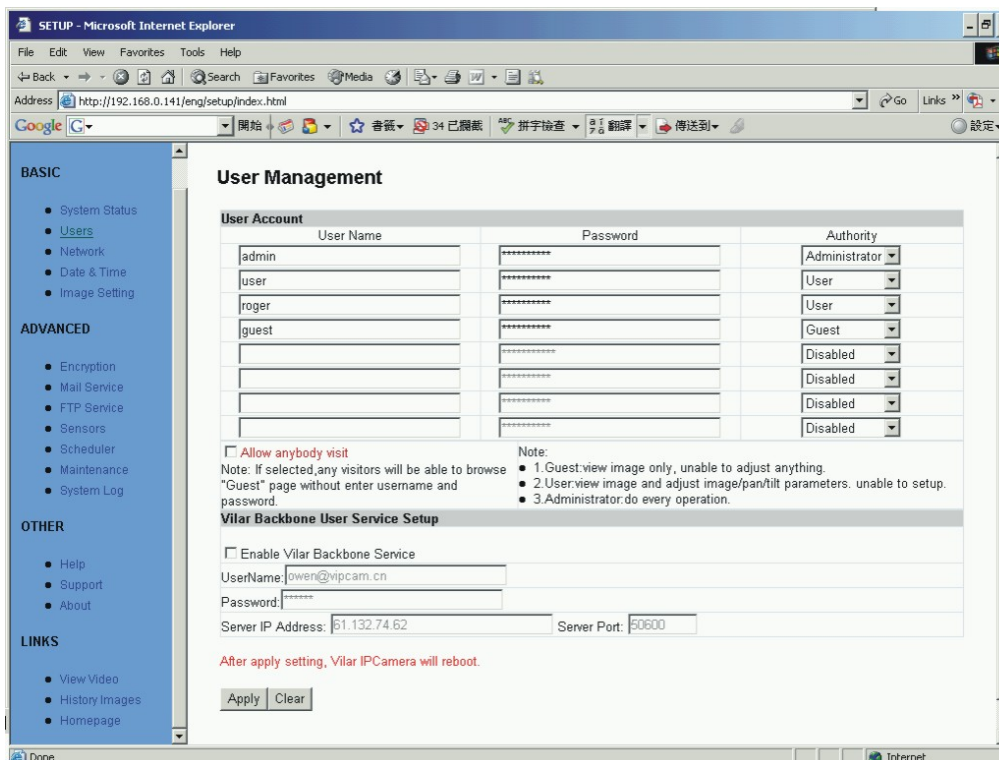 SETUP - Microsoft Internet Explorer
File Edit View Favorites Tools Help
Back Search Favorites Media
Address http://192.168.0.141/eng/setup/index.html Go Links »
Google G 開始 書籤 34 已攔截 拼字檢查 翻譯 傳送到 設定
BASIC
System Status
Users
Network
Date & Time
Image Setting
ADVANCED
Encryption
Mail Service
FTP Service
Sensors
Scheduler
Maintenance
System Log
OTHER
Help
Support
About
LINKS
View Video
History Images
Homepage
User Management
User Account
User Name Password Authority
admin ********** Administrator
user ********** User
roger ********** User
guest ********** Guest
*********** Disabled
********** Disabled
********** Disabled
********** Disabled
Allow anybody visit
Note: If selected,any visitors will be able to browse
"Guest" page without enter username and
password.
Note:
1.Guest:view image only, unable to adjust anything.
2.User:view image and adjust image/pan/tilt parameters. unable to setup.
3.Administrator:do every operation.
Vilar Backbone User Service Setup
Enable Vilar Backbone Service
UserName: owen@vipcam.cn
Password: ******
Server IP Address: 61.132.74.62 Server Port: 50600
After apply setting, Vilar IPCamera will reboot.
Apply Clear
Done Internet